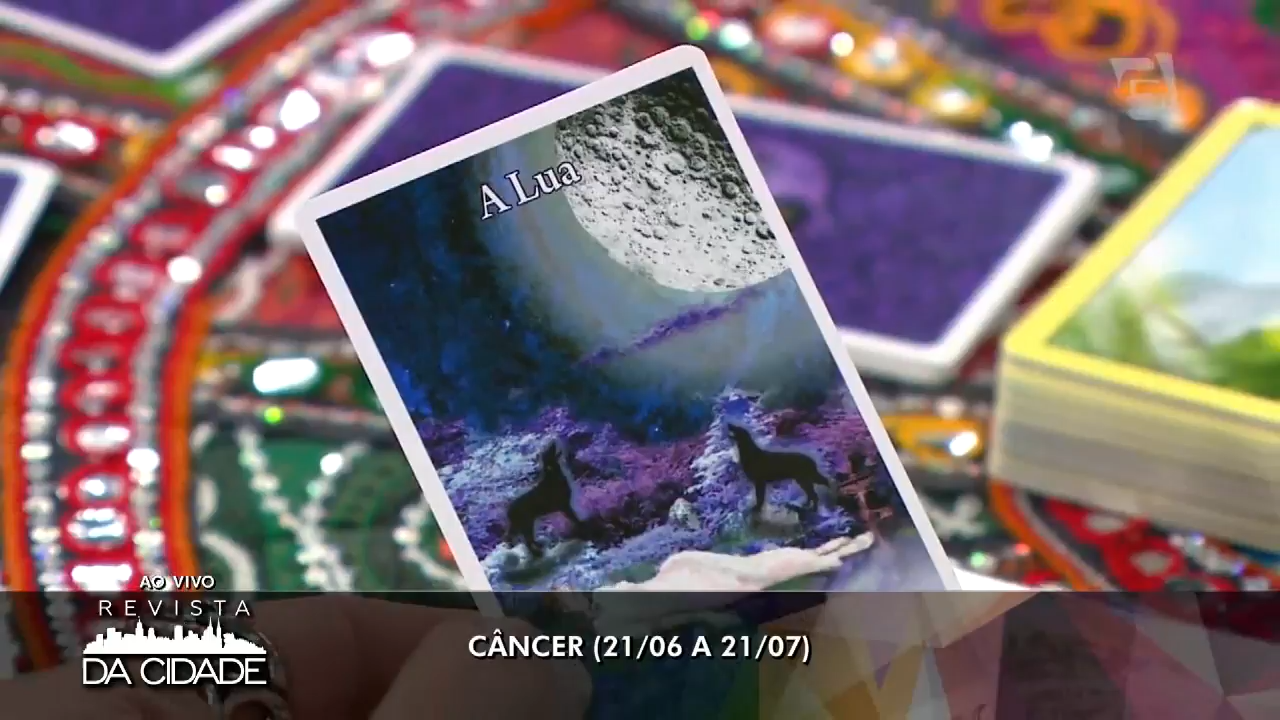 A Lua
AO VIVO
REVISTA
DA CIDADE
CÂNCER (21/06 A 21/07)